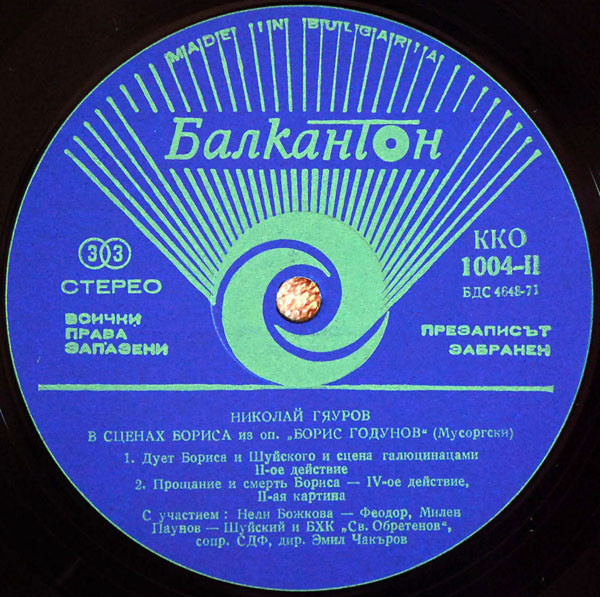 MADE IN BULGARIA
Балкантон
33
СТЕРЕО
ККО
1004-II
БДС 4648-71
ВСИЧКИ
ПРАВА
ЗАПАЗЕНИ
ПРЕЗАПИСЪТ
ЗАБРАНЕН
НИКОЛАЙ ГЯУРОВ
В СЦЕНАХ БОРИСА из оп. „БОРИС ГОДУНОВ“ (Мусоргски)
1. Дует Бориса и Шуйского и сцена галюцинацами
II-ое действие
2. Прощание и смерть Бориса — IV-ое действие,
II-ая картина
С участием : Нели Божкова — Феодор, Милен
Паунов — Шуйский и БХК „Св. Обретенов“,
сопр. СДФ, дир. Эмил Чакъров